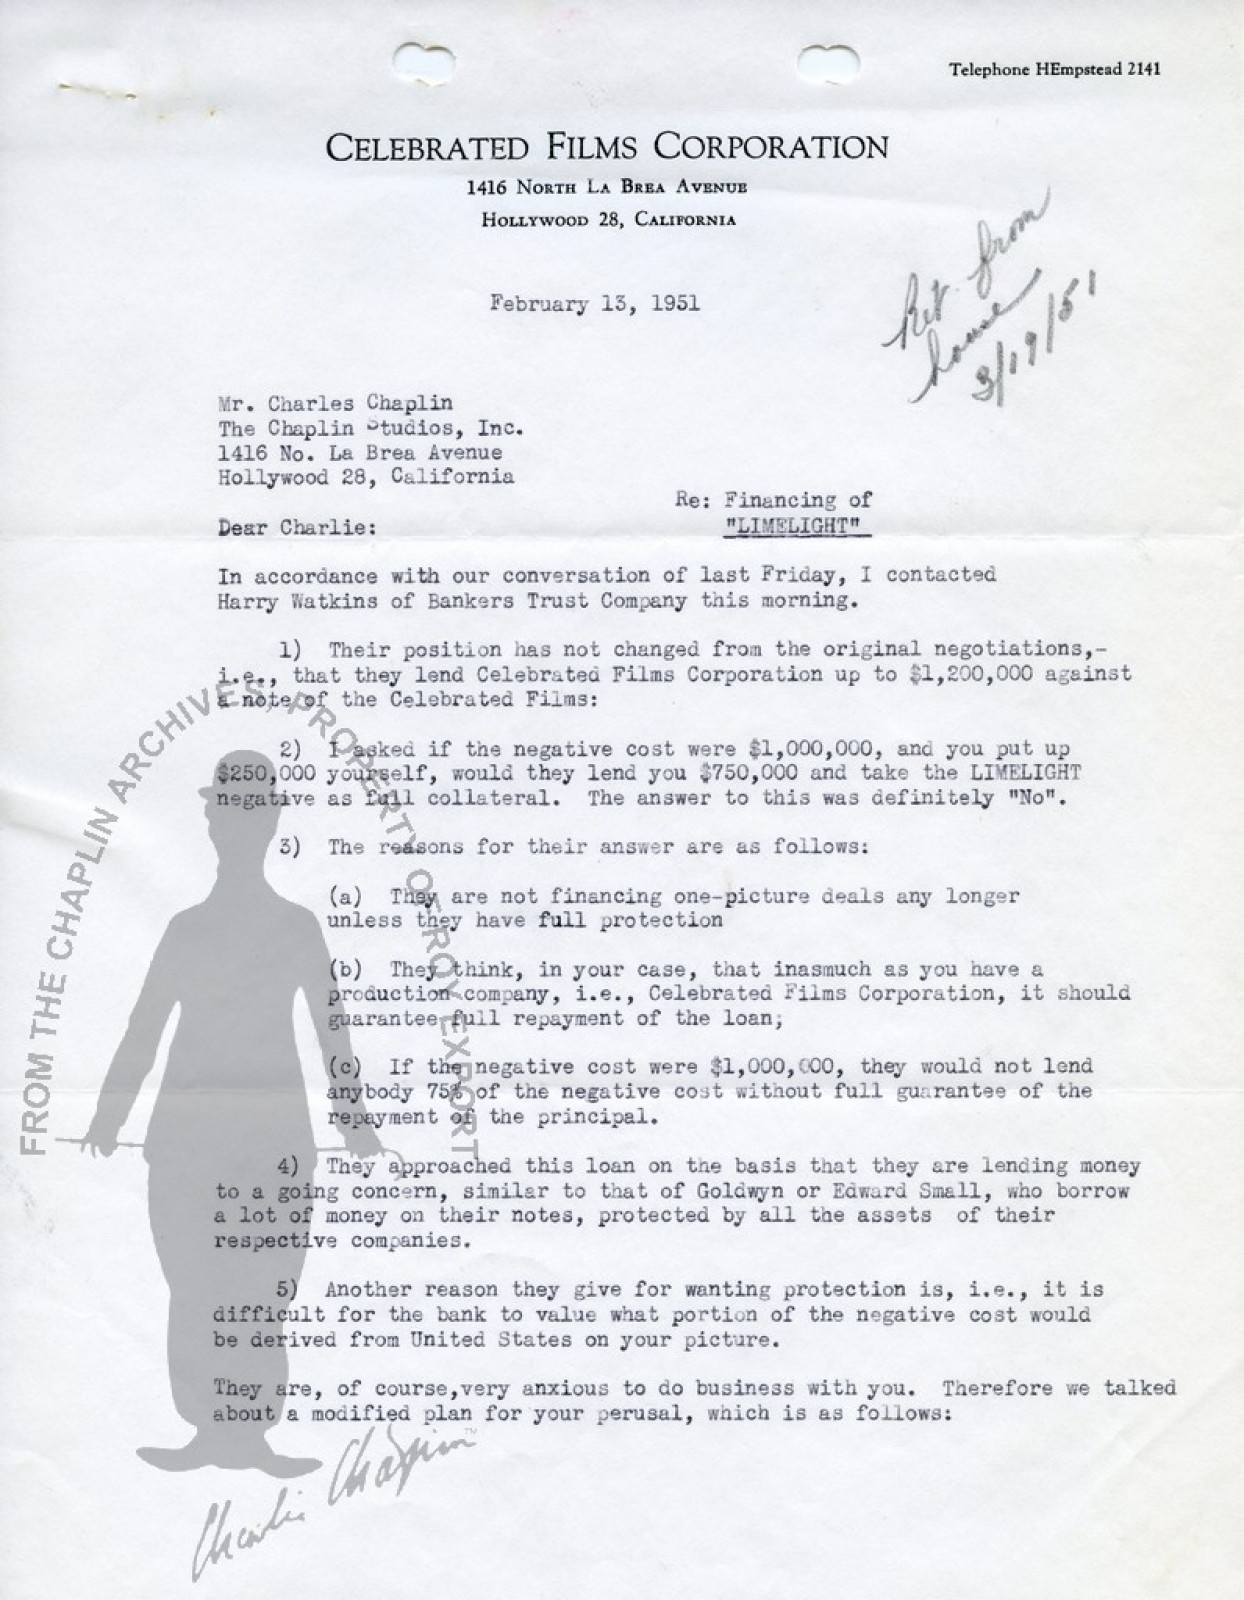 Telephone HEmpstead 2141
CELEBRATED FILMS CORPORATION
1416 NORTH LA BREA AVENUE
HOLLYWOOD 28, CALIFORNIA
Ret. from
house
3/19/51
February 13, 1951
Mr. Charles Chaplin
The Chaplin Studios, Inc.
1416 No. La Brea Avenue
Hollywood 28, California
Re: Financing of
"LIMELIGHT"
Dear Charlie:
In accordance with our conversation of last Friday, I contacted
Harry Watkins of Bankers Trust Company this morning.
1) Their position has not changed from the original negotiations,-
i.e., that they lend Celebrated Films Corporation up to $1,200,000 against
a note of the Celebrated Films:
2) I asked if the negative cost were $1,000,000, and you put up
$250,000 yourself, would they lend you $750,000 and take the LIMELIGHT
negative as full collateral. The answer to this was definitely "No".
3) The reasons for their answer are as follows:
(a) They are not financing one-picture deals any longer
unless they have full protection
(b) They think, in your case, that inasmuch as you have a
production company, i.e., Celebrated Films Corporation, it should
guarantee full repayment of the loan;
(c) If the negative cost were $1,000,000, they would not lend
anybody 75% of the negative cost without full guarantee of the
repayment of the principal.
4) They approached this loan on the basis that they are lending money
to a going concern, similar to that of Goldwyn or Edward Small, who borrow
a lot of money on their notes, protected by all the assets of their
respective companies.
5) Another reason they give for wanting protection is, i.e., it is
difficult for the bank to value what portion of the negative cost would
be derived from United States on your picture.
They are, of course,very anxious to do business with you. Therefore we talked
about a modified plan for your perusal, which is as follows:
FROM THE CHAPLIN ARCHIVES, PROPERTY OF ROY EXPORT
Charlie Chaplin™